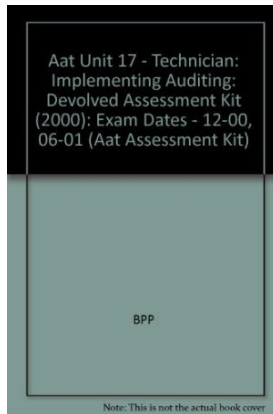 Aat Unit 17 - Technician:
Implementing Auditing:
Devolved Assessment Kit
(2000): Exam Dates - 12-00,
06-01 (Aat Assessment Kit)
BPP
Note: This is not the actual book cover